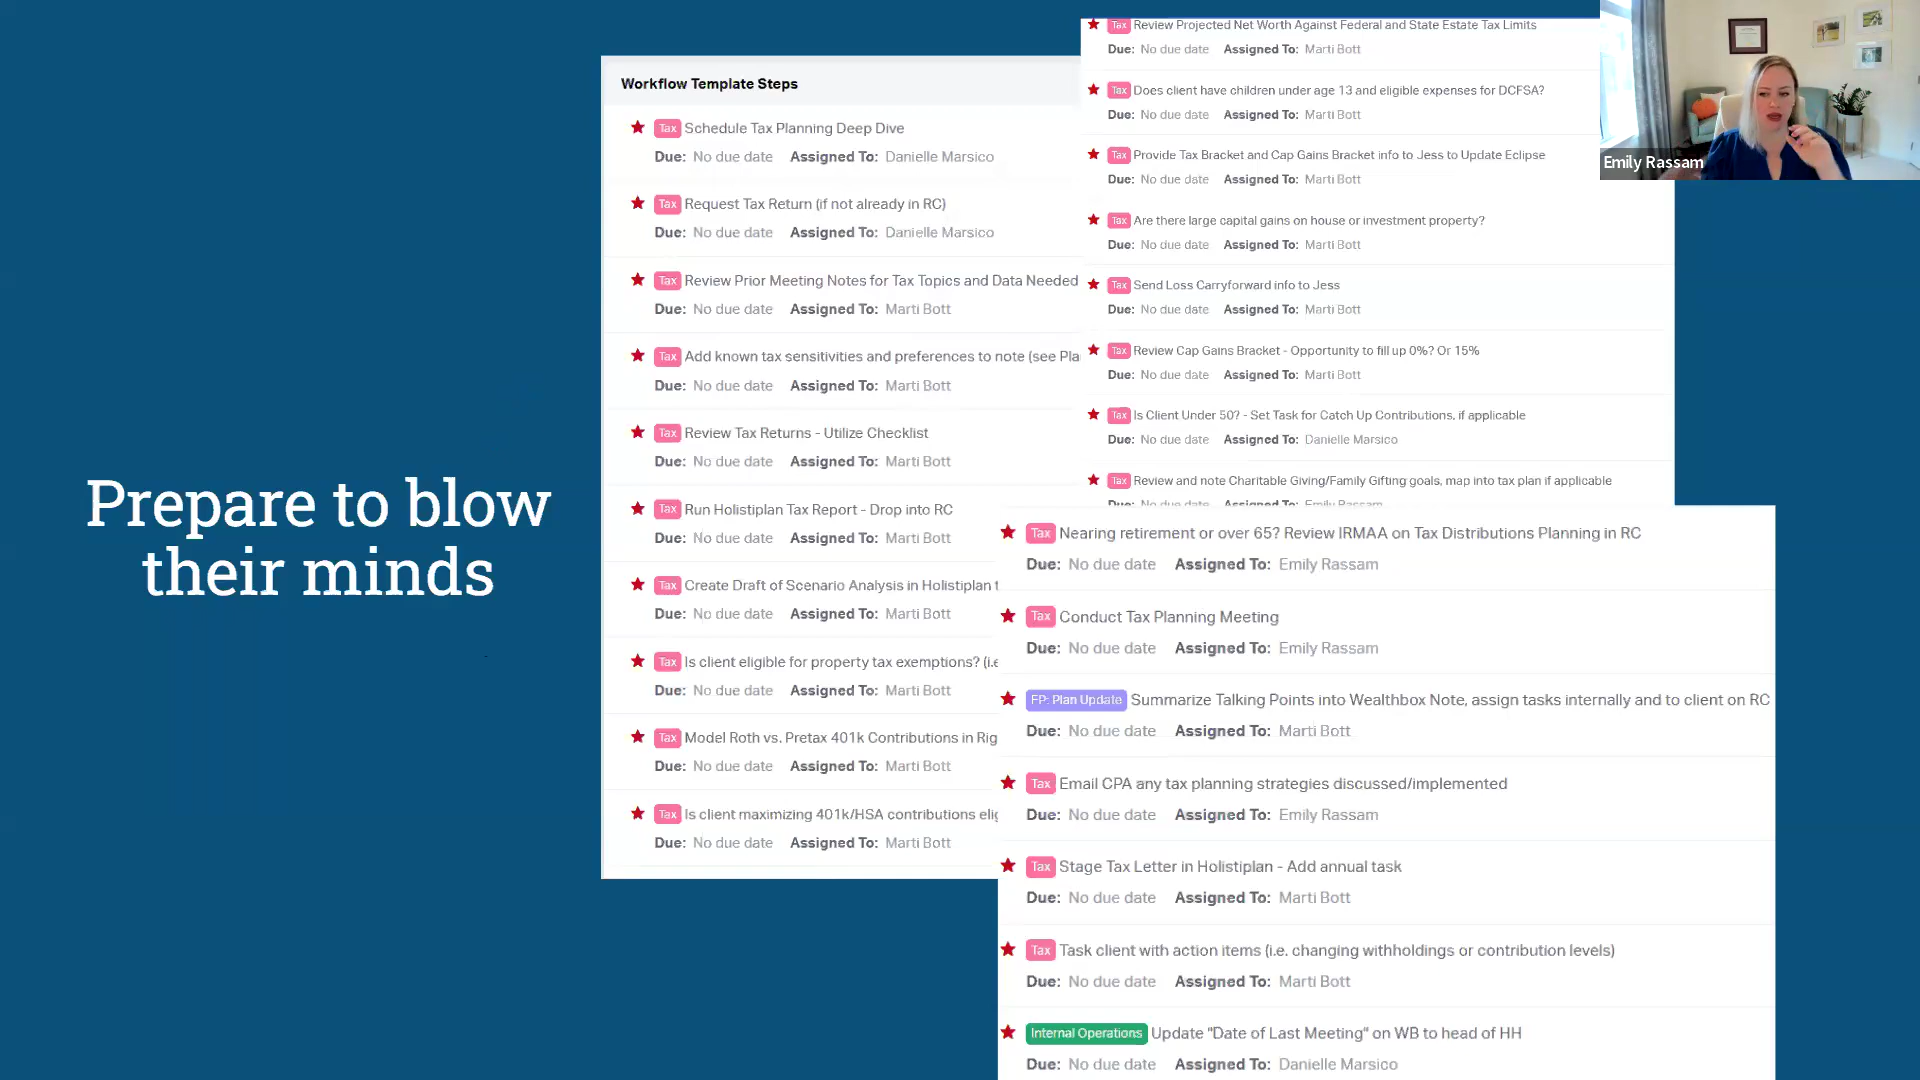 Prepare to blow
their minds
Workflow Template Steps
Tax Schedule Tax Planning Deep Dive
Due: No due date Assigned To: Danielle Marsico
Tax Request Tax Return (if not already in RC)
Due: No due date Assigned To: Danielle Marsico
Tax Review Prior Meeting Notes for Tax Topics and Data Needed
Due: No due date Assigned To: Marti Bott
Tax Add known tax sensitivities and preferences to note (see Pla
Due: No due date Assigned To: Marti Bott
Tax Review Tax Returns - Utilize Checklist
Due: No due date Assigned To: Marti Bott
Tax Run Holistiplan Tax Report - Drop into RC
Due: No due date Assigned To: Marti Bott
Tax Create Draft of Scenario Analysis in Holistiplan t
Due: No due date Assigned To: Marti Bott
Tax Is client eligible for property tax exemptions? (i.e
Due: No due date Assigned To: Marti Bott
Tax Model Roth vs. Pretax 401k Contributions in Rig
Due: No due date Assigned To: Marti Bott
Tax Is client maximizing 401k/HSA contributions elig
Due: No due date Assigned To: Marti Bott
Tax Review Projected Net Worth Against Federal and State Estate Tax Limits
Due: No due date Assigned To: Marti Bott
Tax Does client have children under age 13 and eligible expenses for DCFSA?
Due: No due date Assigned To: Marti Bott
Tax Provide Tax Bracket and Cap Gains Bracket info to Jess to Update Eclipse
Due: No due date Assigned To: Marti Bott
Tax Are there large capital gains on house or investment property?
Due: No due date Assigned To: Marti Bott
Tax Send Loss Carryforward info to Jess
Due: No due date Assigned To: Marti Bott
Tax Review Cap Gains Bracket - Opportunity to fill up 0%? Or 15%
Due: No due date Assigned To: Marti Bott
Tax Is Client Under 50? - Set Task for Catch Up Contributions, if applicable
Due: No due date Assigned To: Danielle Marsico
Tax Review and note Charitable Giving/Family Gifting goals, map into tax plan if applicable
Due: No due date Assigned To: Emily Rassam
Tax Nearing retirement or over 65? Review IRMAA on Tax Distributions Planning in RC
Due: No due date Assigned To: Emily Rassam
Tax Conduct Tax Planning Meeting
Due: No due date Assigned To: Emily Rassam
FP: Plan Update Summarize Talking Points into Wealthbox Note, assign tasks internally and to client on RC
Due: No due date Assigned To: Marti Bott
Tax Email CPA any tax planning strategies discussed/implemented
Due: No due date Assigned To: Emily Rassam
Tax Stage Tax Letter in Holistiplan - Add annual task
Due: No due date Assigned To: Marti Bott
Tax Task client with action items (i.e. changing withholdings or contribution levels)
Due: No due date Assigned To: Marti Bott
Internal Operations Update "Date of Last Meeting" on WB to head of HH
Due: No due date Assigned To: Danielle Marsico
Emily Rassam